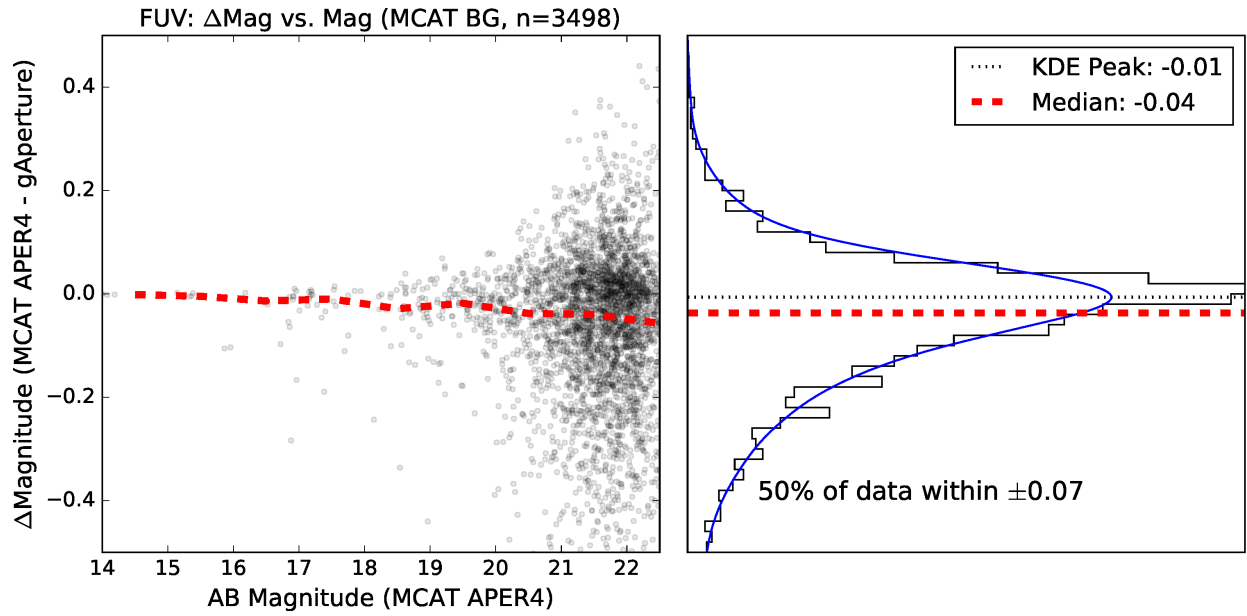 FUV: ΔMag vs. Mag (MCAT BG, n=3498)
ΔMagnitude (MCAT APER4 - gAperture)
0.4
0.2
0.0
−0.2
−0.4
14 15 16 17 18 19 20 21 22
AB Magnitude (MCAT APER4)
KDE Peak: -0.01
Median: -0.04
50% of data within ±0.07